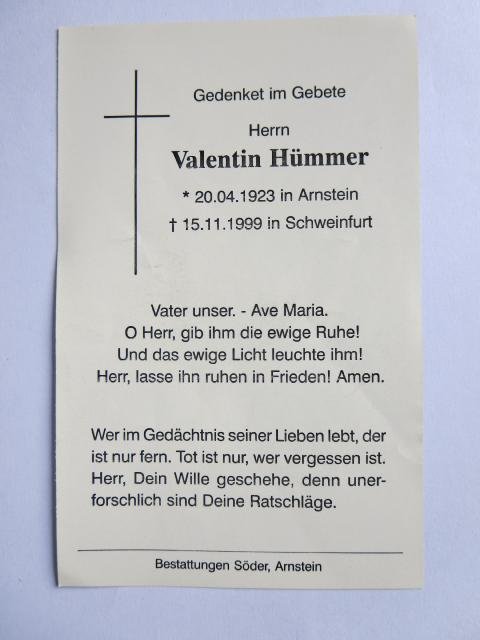 Gedenket im Gebete
Herrn
Valentin Hümmer
* 20.04.1923 in Arnstein
† 15.11.1999 in Schweinfurt
Vater unser. - Ave Maria.
O Herr, gib ihm die ewige Ruhe!
Und das ewige Licht leuchte ihm!
Herr, lasse ihn ruhen in Frieden! Amen.
Wer im Gedächtnis seiner Lieben lebt, der
ist nur fern. Tot ist nur, wer vergessen ist.
Herr, Dein Wille geschehe, denn uner-
forschlich sind Deine Ratschläge.
Bestattungen Söder, Arnstein